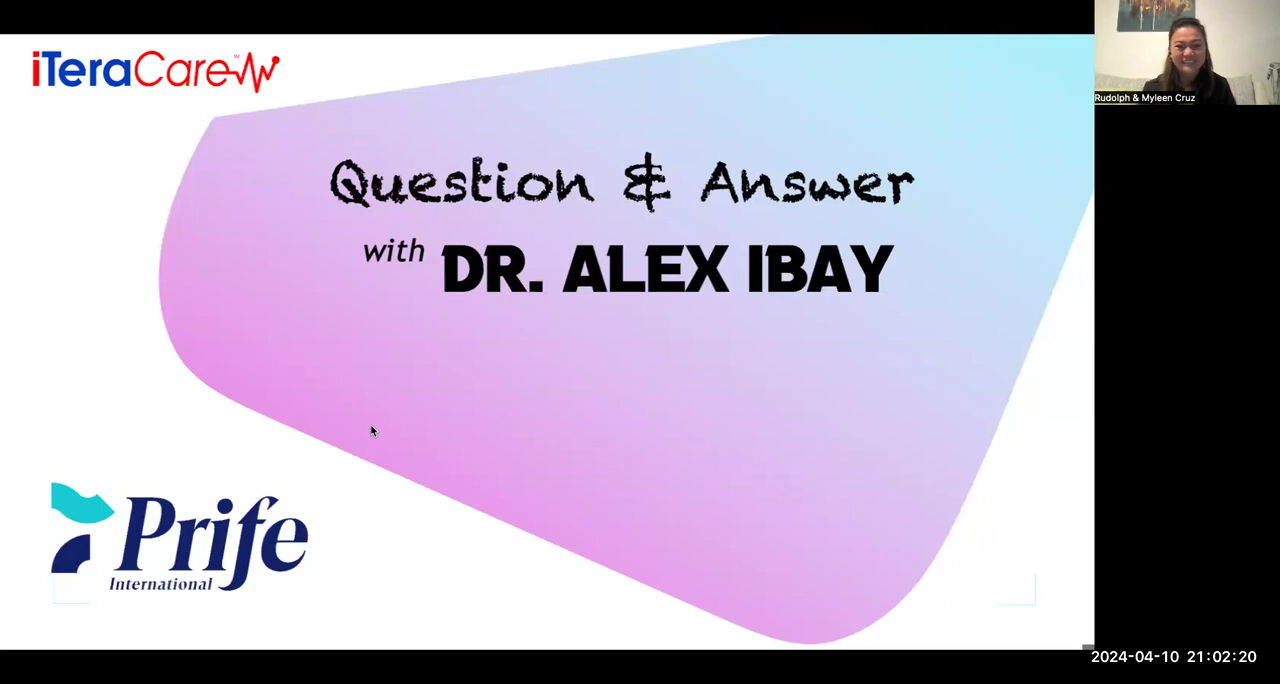 iTeraCare
Rudolph & Myleen Cruz
Question & Answer
with DR. ALEX IBAY
Prife
International
2024-04-10 21:02:20